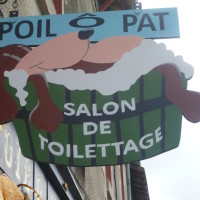 POIL Ô PAT
SALON
DE
TOILETTAGE